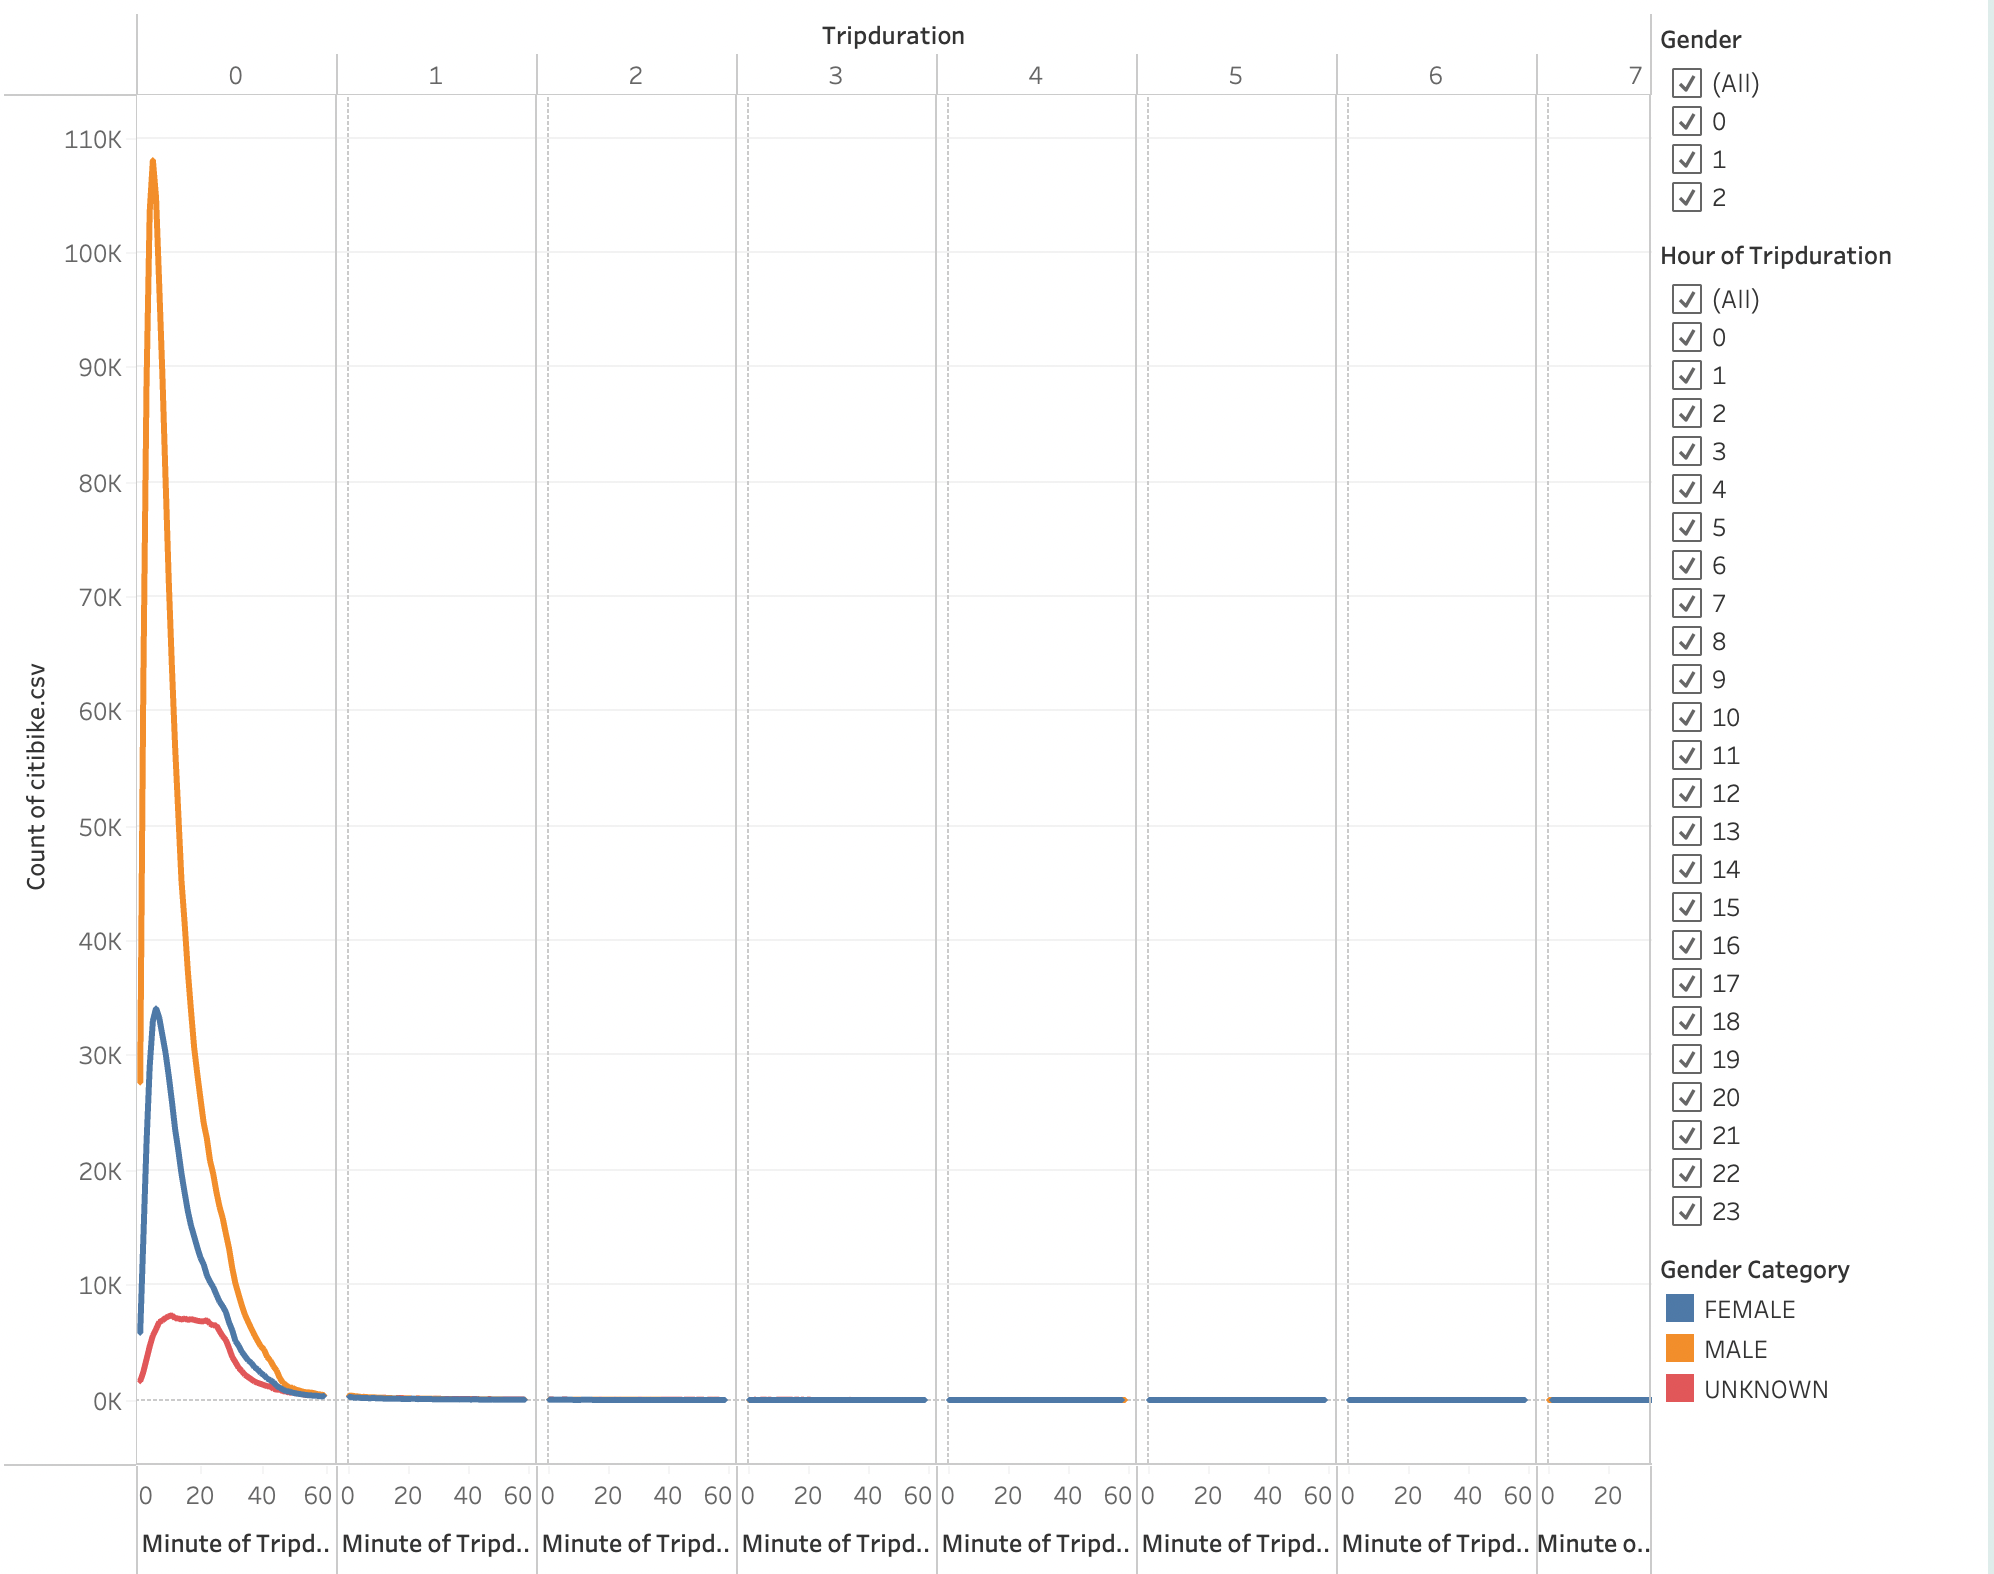 Tripduration
0 1 2 3 4 5 6 7
110K
100K
90K
80K
70K
60K
50K
40K
30K
20K
10K
0K
Count of citibike.csv
0 20 40 60 0 20 40 60 0 20 40 60 0 20 40 60 0 20 40 60 0 20 40 60 0 20 40 60 0 20
Minute of Tripd.. Minute of Tripd.. Minute of Tripd.. Minute of Tripd.. Minute of Tripd.. Minute of Tripd.. Minute of Tripd.. Minute o..
Gender
(All)
0
1
2
Hour of Tripduration
(All)
0
1
2
3
4
5
6
7
8
9
10
11
12
13
14
15
16
17
18
19
20
21
22
23
Gender Category
FEMALE
MALE
UNKNOWN